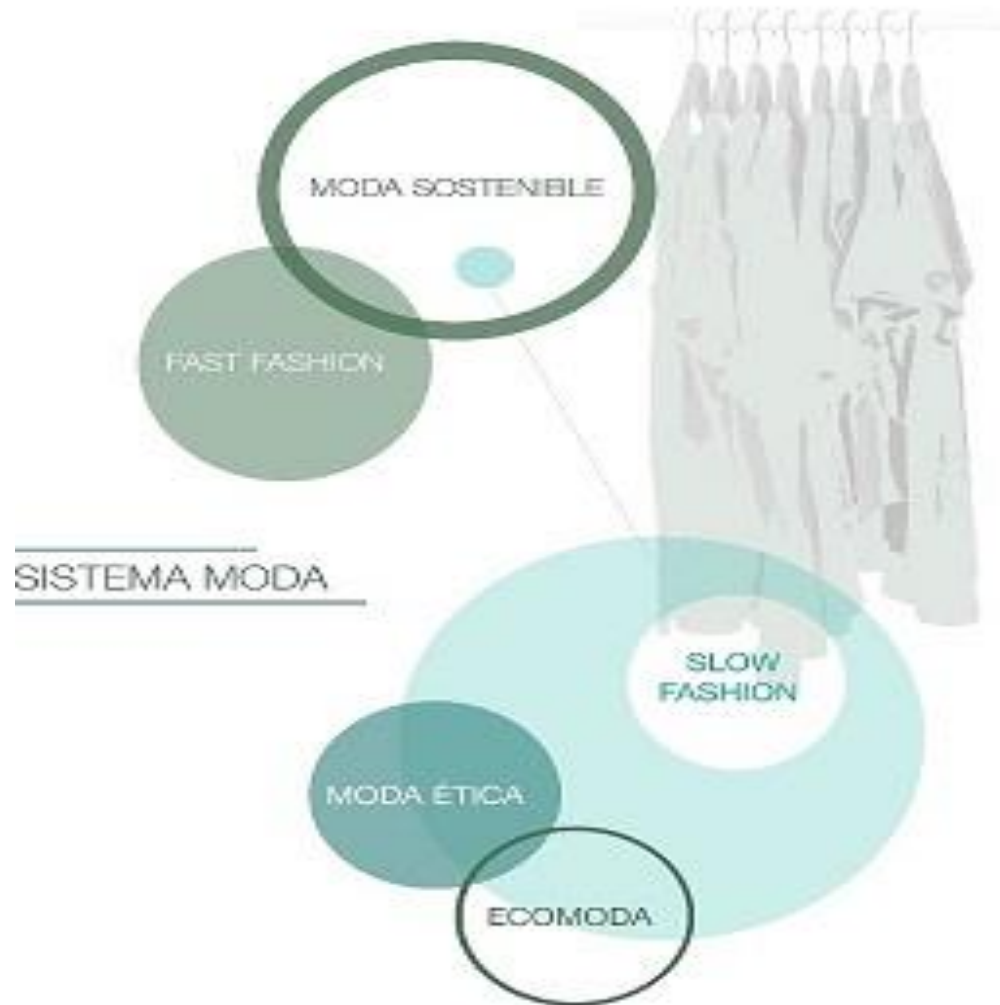 MODA SOSTENIBLE
FAST FASHION
SISTEMA MODA
SLOW
FASHION
MODA ÉTICA
ECOMODA